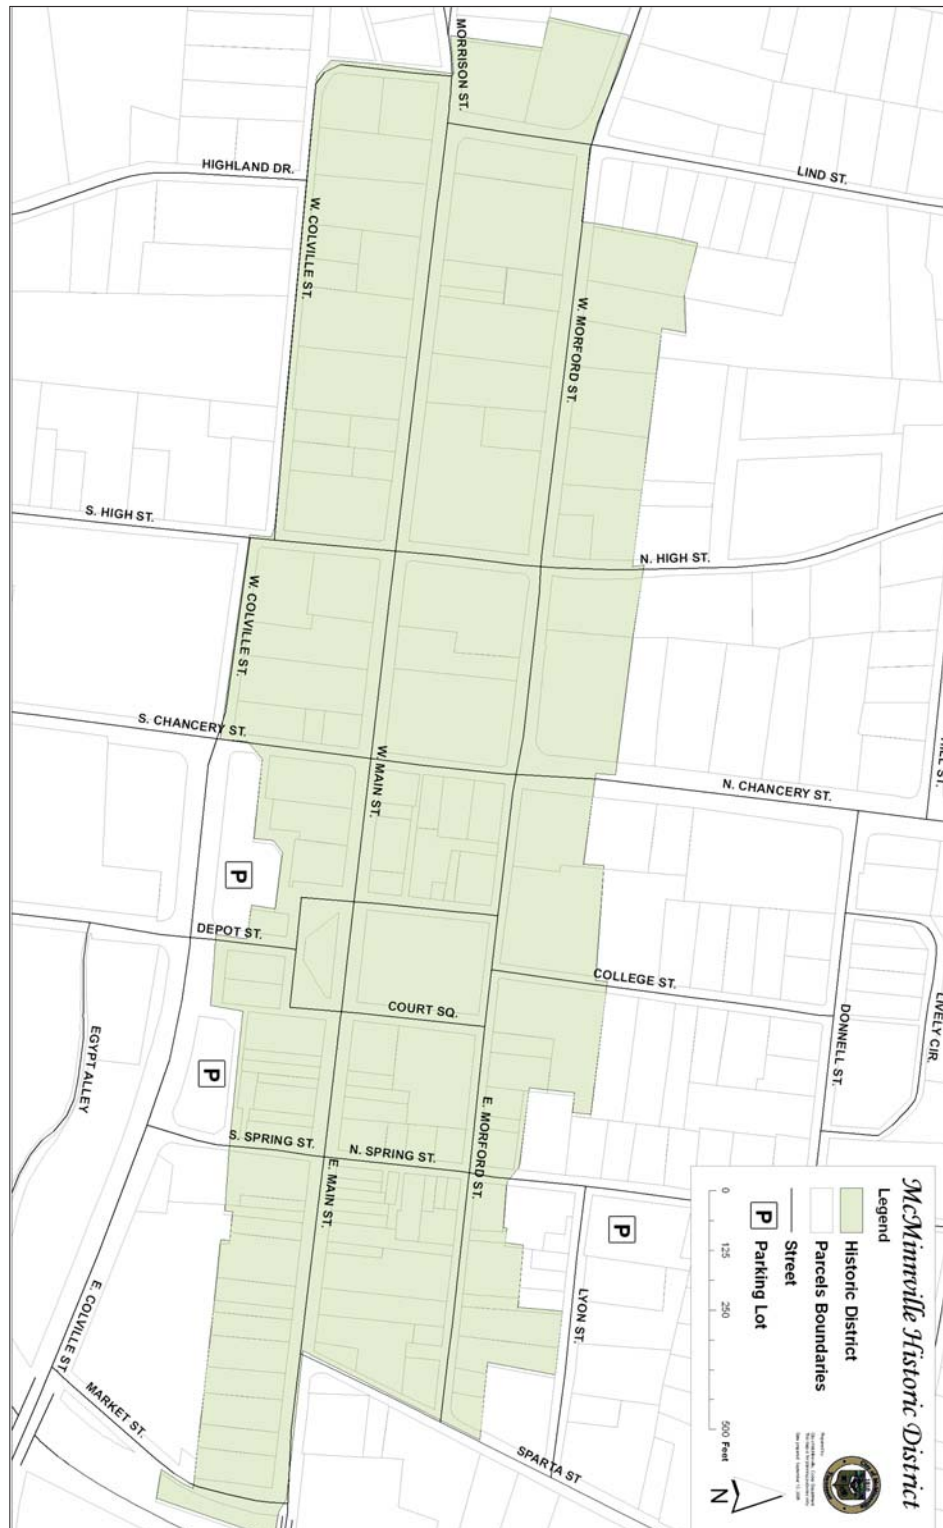 MORRISON ST.
LIND ST.
HIGHLAND DR.
W. COLVILLE ST.
W. MORFORD ST.
S. HIGH ST.
N. HIGH ST.
W. COLVILLE ST.
S. CHANCERY ST.
W. MAIN ST.
N. CHANCERY ST.
P
DEPOT ST.
COLLEGE ST.
COURT SQ.
DONNELL ST.
LIVELY CIR.
EGYPT ALLEY
P
S. SPRING ST.
N. SPRING ST.
E. MORFORD ST.
E. MAIN ST.
P
LYON ST.
E. COLVILLE ST.
MARKET ST.
SPARTA ST
McMinnville Historic District
Legend
Historic District
Parcels Boundaries
Street
P Parking Lot
0 125 250 500 Feet
N